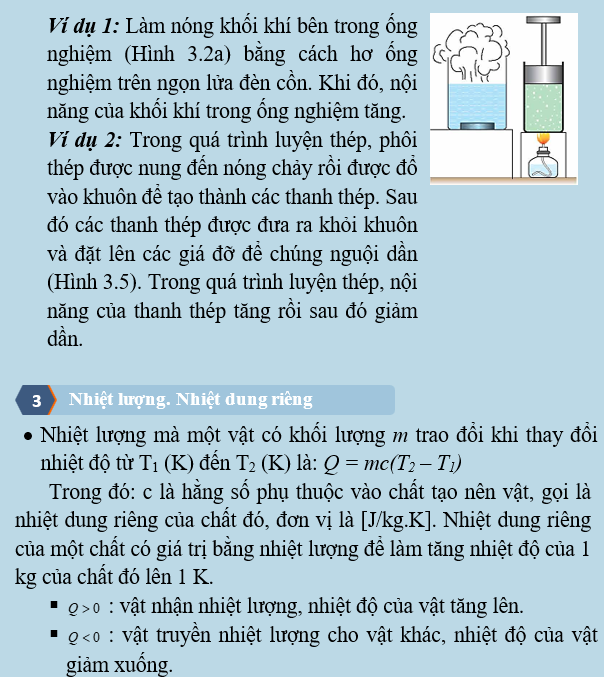 Ví dụ 1: Làm nóng khối khí bên trong ống
nghiệm (Hình 3.2a) bằng cách hơ ống
nghiệm trên ngọn lửa đèn cồn. Khi đó, nội
năng của khối khí trong ống nghiệm tăng.
Ví dụ 2: Trong quá trình luyện thép, phôi
thép được nung đến nóng chảy rồi được đổ
vào khuôn để tạo thành các thanh thép. Sau
đó các thanh thép được đưa ra khỏi khuôn
và đặt lên các giá đỡ để chúng nguội dần
(Hình 3.5). Trong quá trình luyện thép, nội
năng của thanh thép tăng rồi sau đó giảm
dần.
3 Nhiệt lượng. Nhiệt dung riêng
• Nhiệt lượng mà một vật có khối lượng m trao đổi khi thay đổi
nhiệt độ từ T₁ (K) đến T₂ (K) là: Q = mc(T₂ – T₁)
Trong đó: c là hằng số phụ thuộc vào chất tạo nên vật, gọi là
nhiệt dung riêng của chất đó, đơn vị là [J/kg.K]. Nhiệt dung riêng
của một chất có giá trị bằng nhiệt lượng để làm tăng nhiệt độ của 1
kg của chất đó lên 1 K.
▪ Q > 0 : vật nhận nhiệt lượng, nhiệt độ của vật tăng lên.
▪ Q < 0 : vật truyền nhiệt lượng cho vật khác, nhiệt độ của vật
giảm xuống.